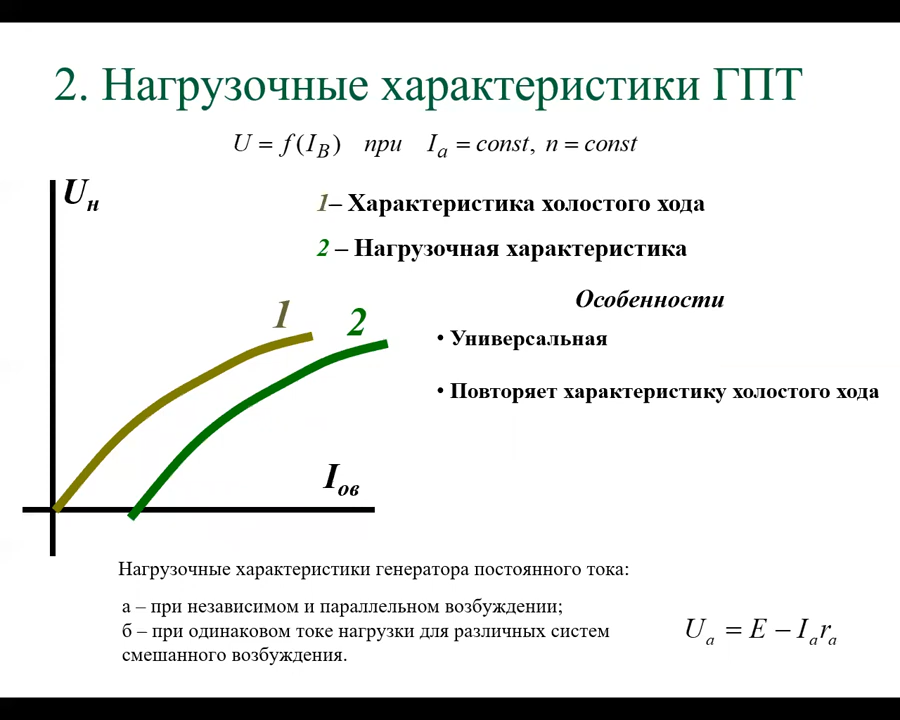 2. Нагрузочные характеристики ГПТ
U = f(I_B) при I_a = const, n = const
U_н
1– Характеристика холостого хода
2 – Нагрузочная характеристика
Особенности
1
2
• Универсальная
• Повторяет характеристику холостого хода
I_ов
Нагрузочные характеристики генератора постоянного тока:
а – при независимом и параллельном возбуждении;
б – при одинаковом токе нагрузки для различных систем
смешанного возбуждения.
U_a = E − I_a r_a